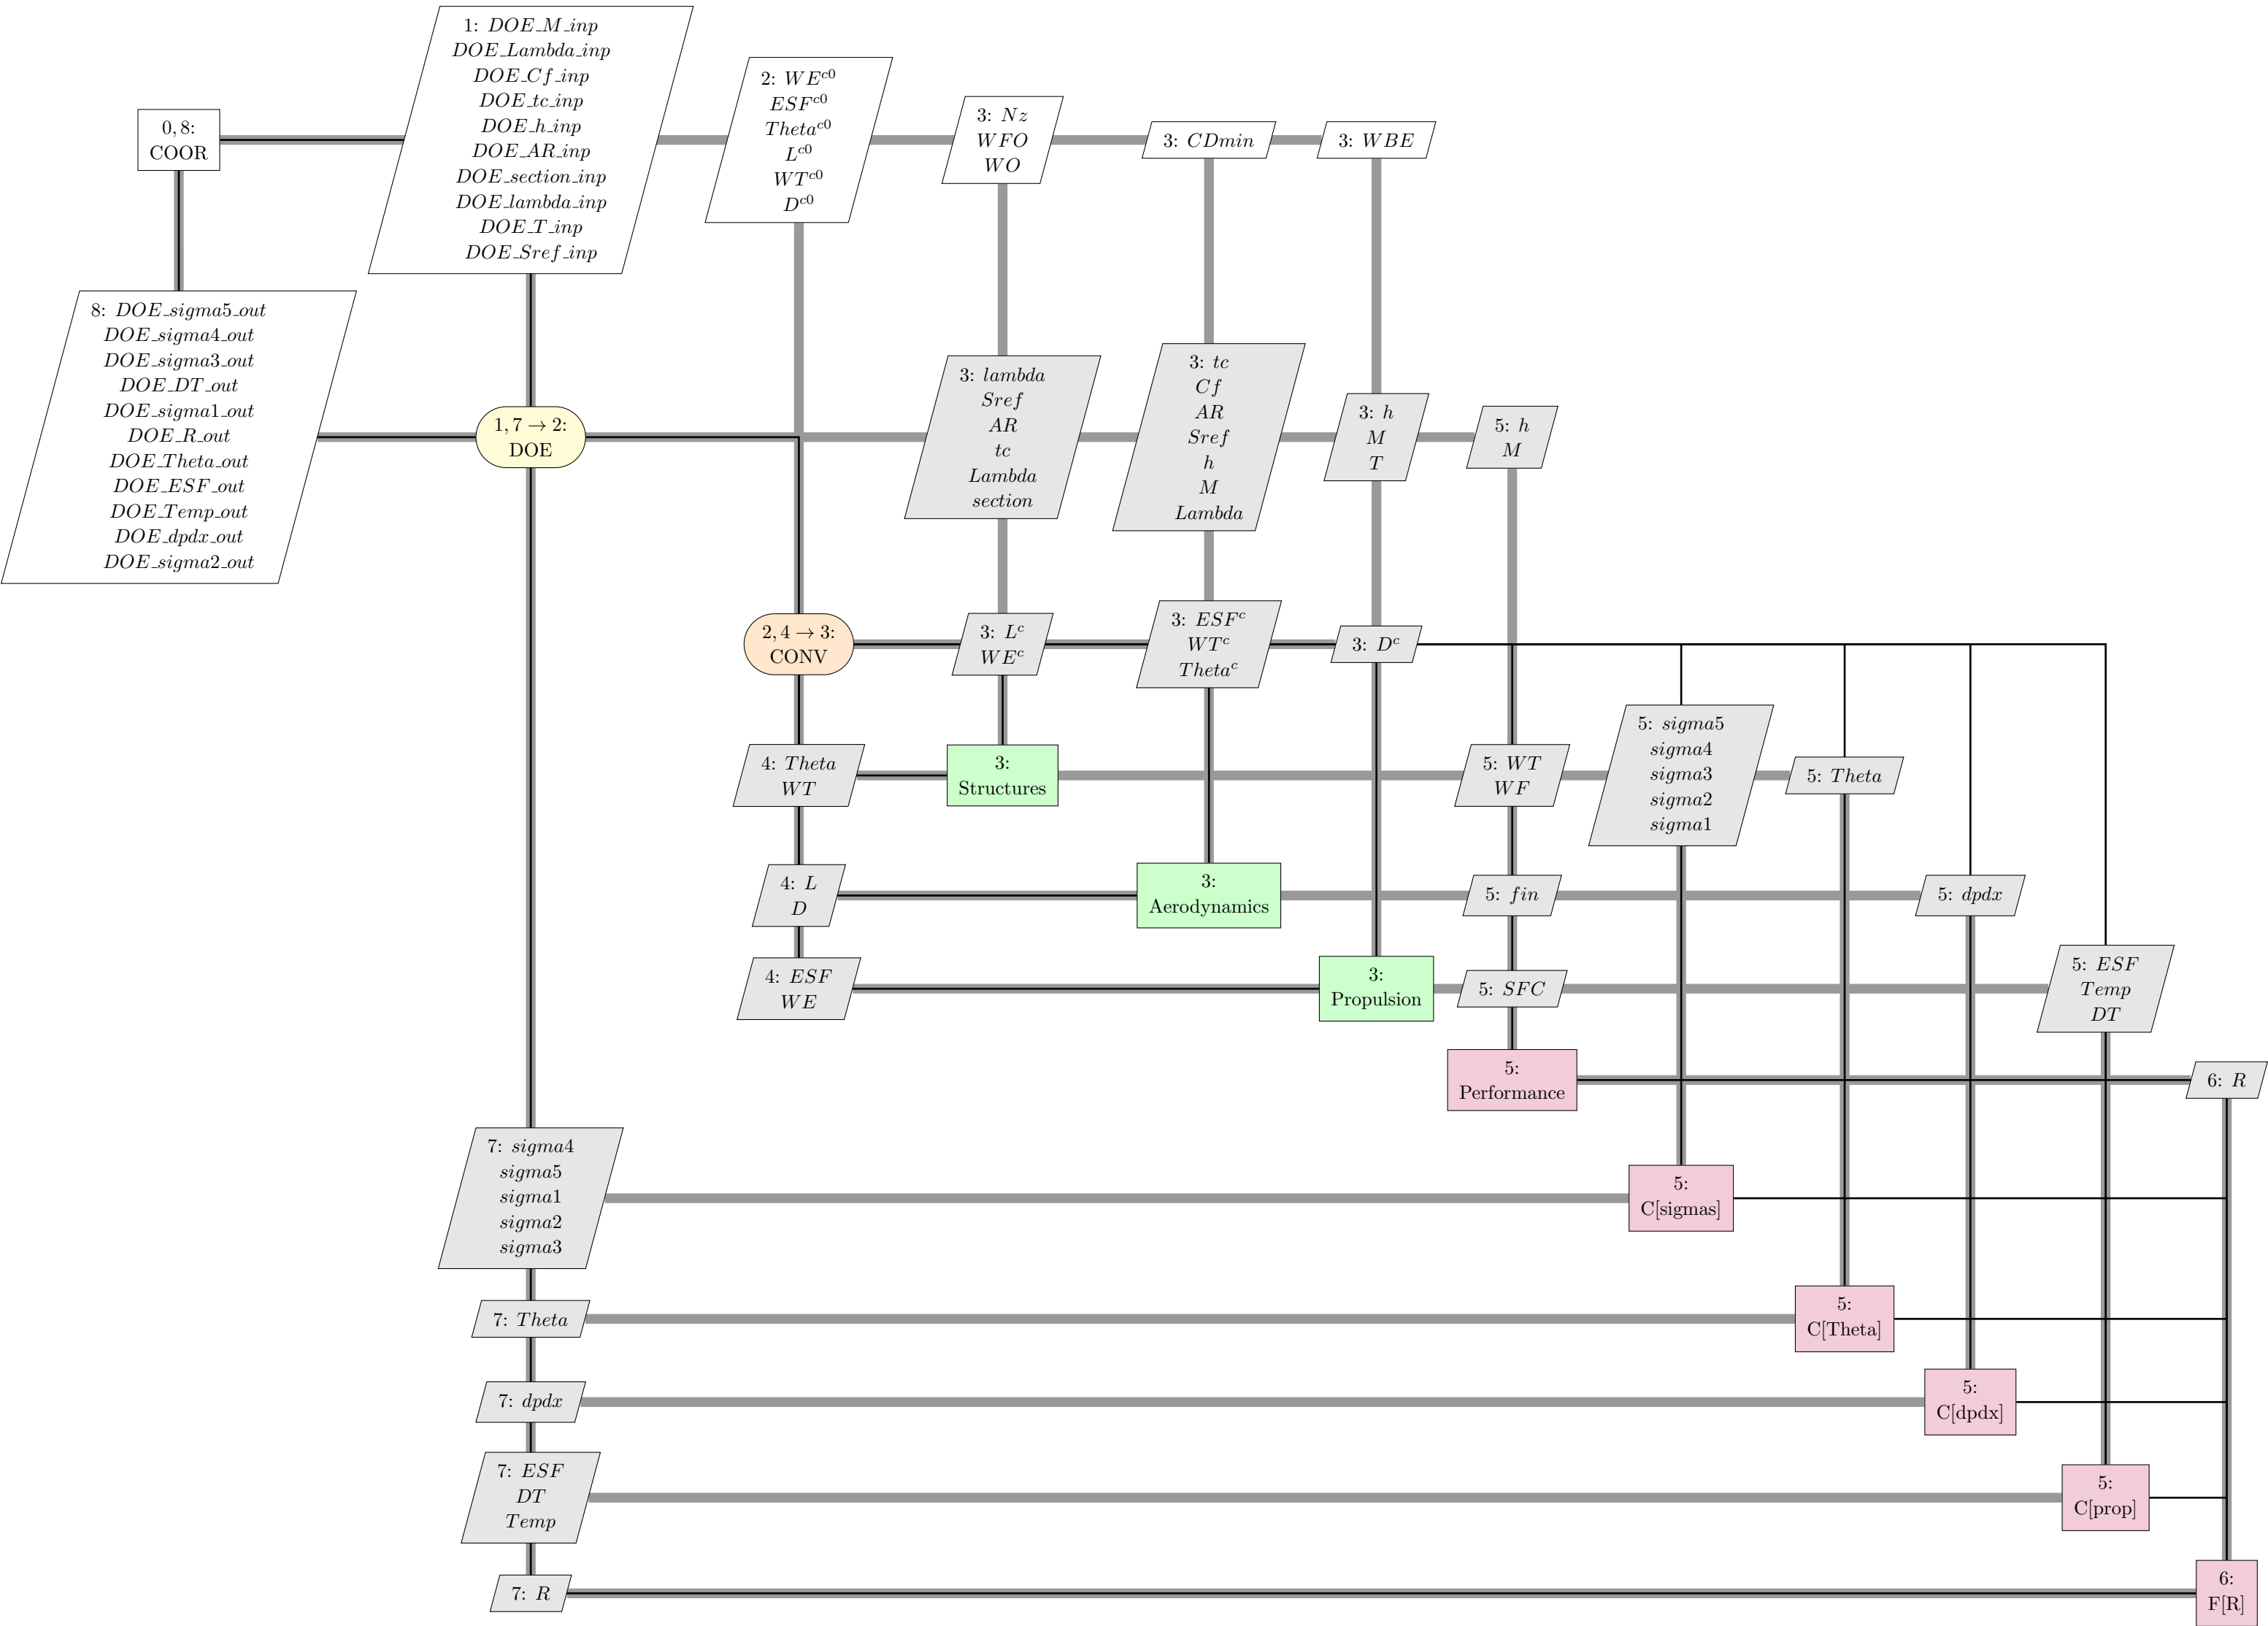 0, 8:
COOR
1: DOE_M_inp
DOE_Lambda_inp
DOE_Cf_inp
DOE_tc_inp
DOE_h_inp
DOE_AR_inp
DOE_section_inp
DOE_lambda_inp
DOE_T_inp
DOE_Sref_inp
2: WE^{c0}
ESF^{c0}
Theta^{c0}
L^{c0}
WT^{c0}
D^{c0}
3: Nz
WFO
WO
3: CDmin
3: WBE
8: DOE_sigma5_out
DOE_sigma4_out
DOE_sigma3_out
DOE_DT_out
DOE_sigma1_out
DOE_R_out
DOE_Theta_out
DOE_ESF_out
DOE_Temp_out
DOE_dpdx_out
DOE_sigma2_out
1, 7 → 2:
DOE
3: lambda
Sref
AR
tc
Lambda
section
3: tc
Cf
AR
Sref
h
M
Lambda
3: h
M
T
5: h
M
2, 4 → 3:
CONV
3: L^c
WE^c
3: ESF^c
WT^c
Theta^c
3: D^c
4: Theta
WT
3:
Structures
5: WT
WF
5: sigma5
sigma4
sigma3
sigma2
sigma1
5: Theta
4: L
D
3:
Aerodynamics
5: fin
5: dpdx
4: ESF
WE
3:
Propulsion
5: SFC
5: ESF
Temp
DT
5:
Performance
6: R
7: sigma4
sigma5
sigma1
sigma2
sigma3
5:
C[sigmas]
7: Theta
5:
C[Theta]
7: dpdx
5:
C[dpdx]
7: ESF
DT
Temp
5:
C[prop]
7: R
6:
F[R]